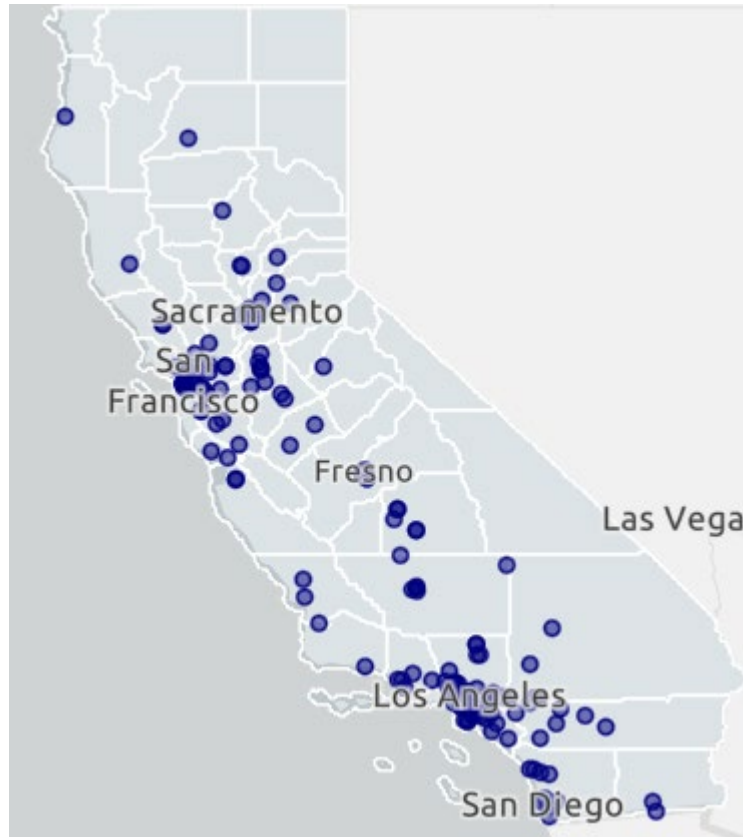 Sacramento
San
Francisco
Fresno
Las Vega
Los Angeles
San Diego